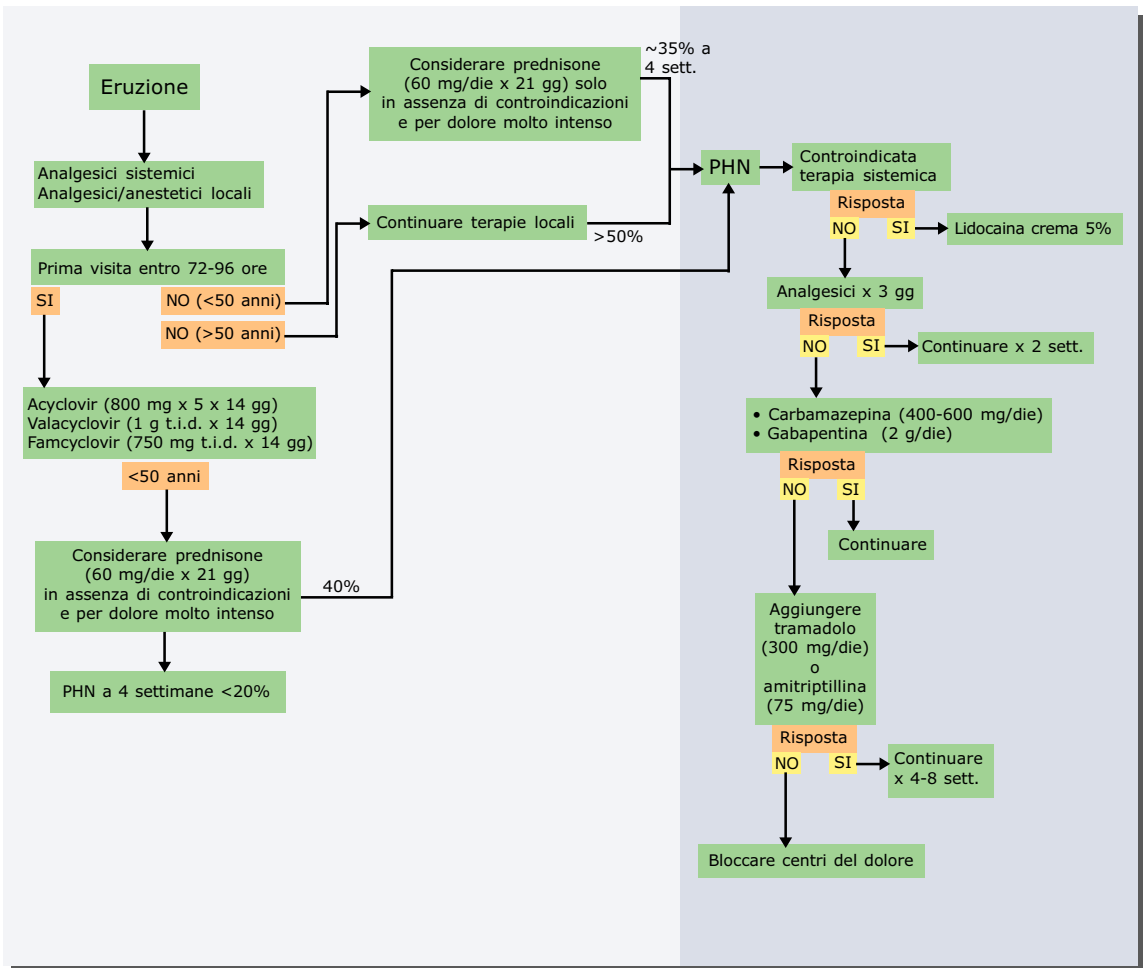 Eruzione
Analgesici sistemici
Analgesici/anestetici locali
Prima visita entro 72-96 ore
SI
NO (<50 anni)
NO (>50 anni)
Acyclovir (800 mg x 5 x 14 gg)
Valacyclovir (1 g t.i.d. x 14 gg)
Famcyclovir (750 mg t.i.d. x 14 gg)
<50 anni
Considerare prednisone
(60 mg/die x 21 gg)
in assenza di controindicazioni
e per dolore molto intenso
40%
PHN a 4 settimane <20%
Considerare prednisone
(60 mg/die x 21 gg) solo
in assenza di controindicazioni
e per dolore molto intenso
~35% a
4 sett.
Continuare terapie locali
>50%
PHN
Controindicata
terapia sistemica
Risposta
NO
SI
Lidocaina crema 5%
Analgesici x 3 gg
Risposta
NO
SI
Continuare x 2 sett.
• Carbamazepina (400-600 mg/die)
• Gabapentina (2 g/die)
Risposta
NO
SI
Continuare
Aggiungere
tramadolo
(300 mg/die)
o
amitriptillina
(75 mg/die)
Risposta
NO
SI
Continuare
x 4-8 sett.
Bloccare centri del dolore